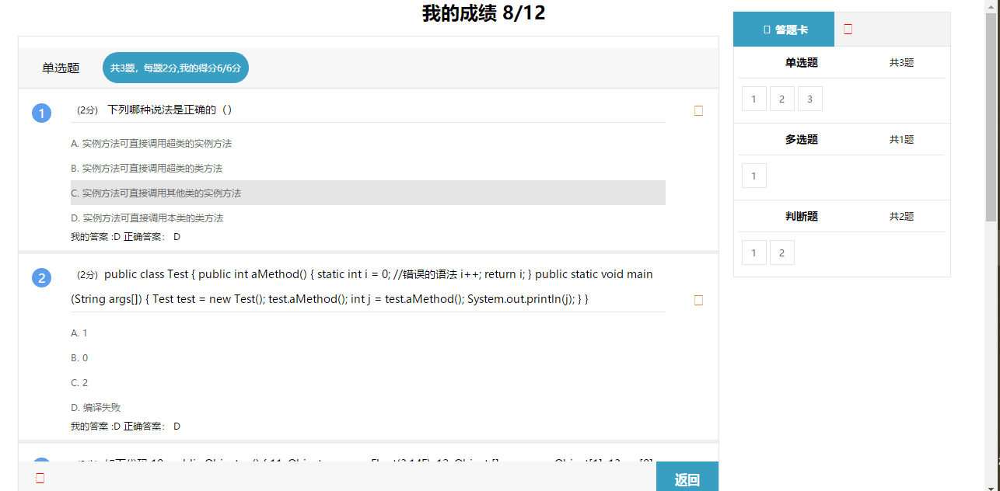 我的成绩 8/12
单选题 共3题，每题2分,我的得分6/6分
1 (2分) 下列哪种说法是正确的（）
A. 实例方法可直接调用超类的实例方法
B. 实例方法可直接调用超类的类方法
C. 实例方法可直接调用其他类的实例方法
D. 实例方法可直接调用本类的类方法
我的答案 :D 正确答案： D
2 (2分) public class Test { public int aMethod() { static int i = 0; //错误的语法 i++; return i; } public static void main
(String args[]) { Test test = new Test(); test.aMethod(); int j = test.aMethod(); System.out.println(j); } }
A. 1
B. 0
C. 2
D. 编译失败
我的答案 :D 正确答案： D
返回
答题卡
单选题 共3题
1 2 3
多选题 共1题
1
判断题 共2题
1 2